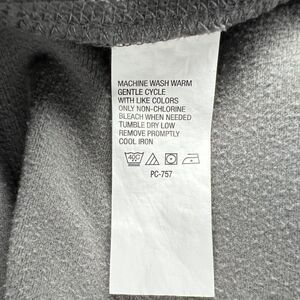 MACHINE WASH WARM
GENTLE CYCLE
WITH LIKE COLORS
ONLY NON-CHLORINE
BLEACH WHEN NEEDED
TUMBLE DRY LOW
REMOVE PROMPTLY
COOL IRON
40C
PC-757